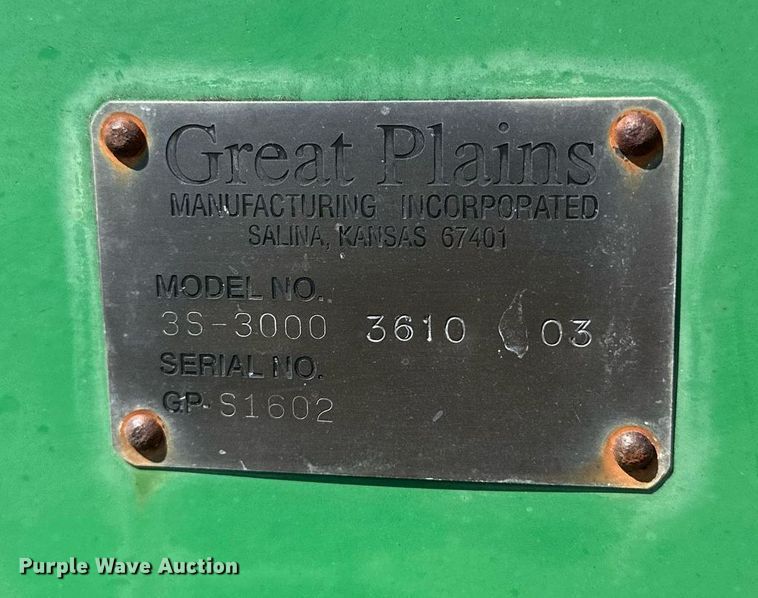 Great Plains
MANUFACTURING INCORPORATED
SALINA, KANSAS 67401
MODEL NO.
3S-3000 3610 03
SERIAL NO.
GP-S1602
Purple Wave Auction